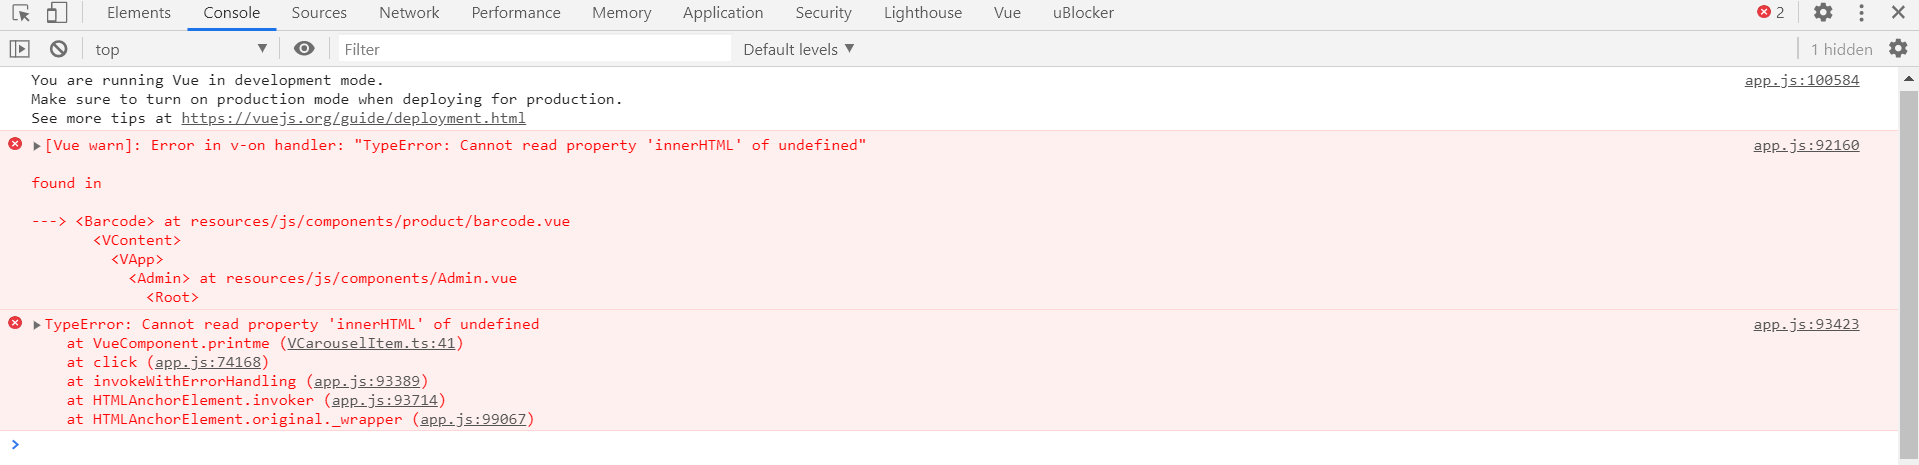 Elements Console Sources Network Performance Memory Application Security Lighthouse Vue uBlocker 2
top Filter Default levels 1 hidden
You are running Vue in development mode. app.js:100584
Make sure to turn on production mode when deploying for production.
See more tips at https://vuejs.org/guide/deployment.html
[Vue warn]: Error in v-on handler: "TypeError: Cannot read property 'innerHTML' of undefined" app.js:92160
found in
---> <Barcode> at resources/js/components/product/barcode.vue
<VContent>
<VApp>
<Admin> at resources/js/components/Admin.vue
<Root>
TypeError: Cannot read property 'innerHTML' of undefined app.js:93423
at VueComponent.printme (VCarouselItem.ts:41)
at click (app.js:74168)
at invokeWithErrorHandling (app.js:93389)
at HTMLAnchorElement.invoker (app.js:93714)
at HTMLAnchorElement.original._wrapper (app.js:99067)